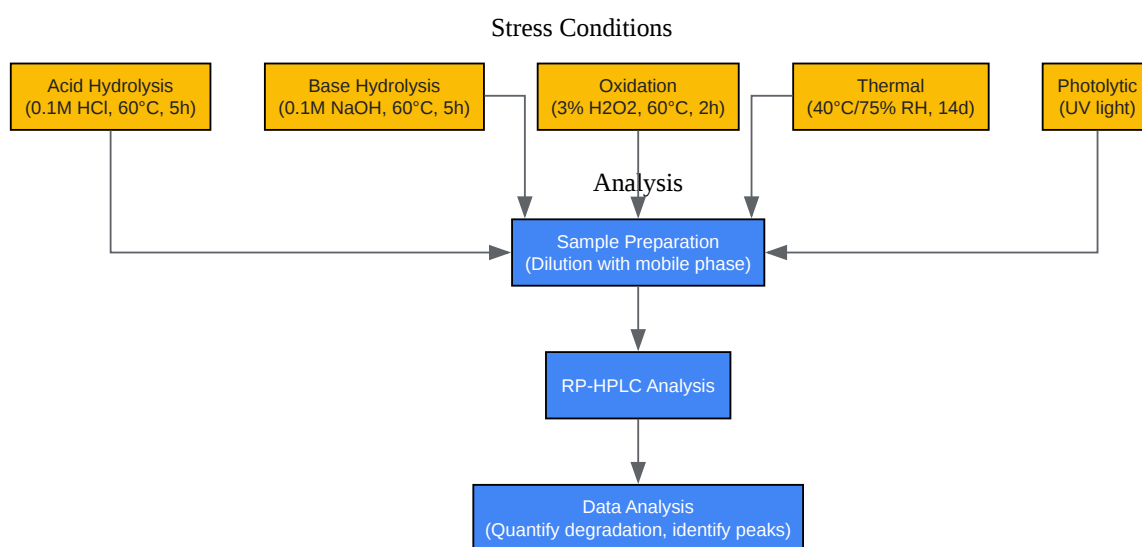 Stress Conditions
Acid Hydrolysis
(0.1M HCl, 60°C, 5h)
Base Hydrolysis
(0.1M NaOH, 60°C, 5h)
Oxidation
(3% H2O2, 60°C, 2h)
Thermal
(40°C/75% RH, 14d)
Photolytic
(UV light)
Analysis
Sample Preparation
(Dilution with mobile phase)
RP-HPLC Analysis
Data Analysis
(Quantify degradation, identify peaks)